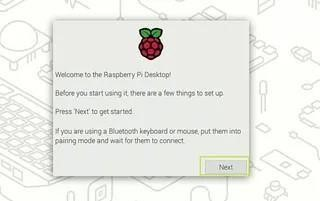 Welcome to the Raspberry Pi Desktop!
Before you start using it, there are a few things to set up.
Press 'Next' to get started.
If you are using a Bluetooth keyboard or mouse, put them into
pairing mode and wait for them to connect.
Next